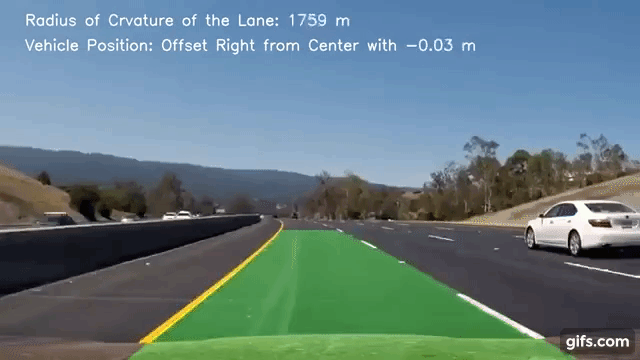 Radius of Crvature of the Lane: 1759 m
Vehicle Position: Offset Right from Center with -0.03 m
gifs.com